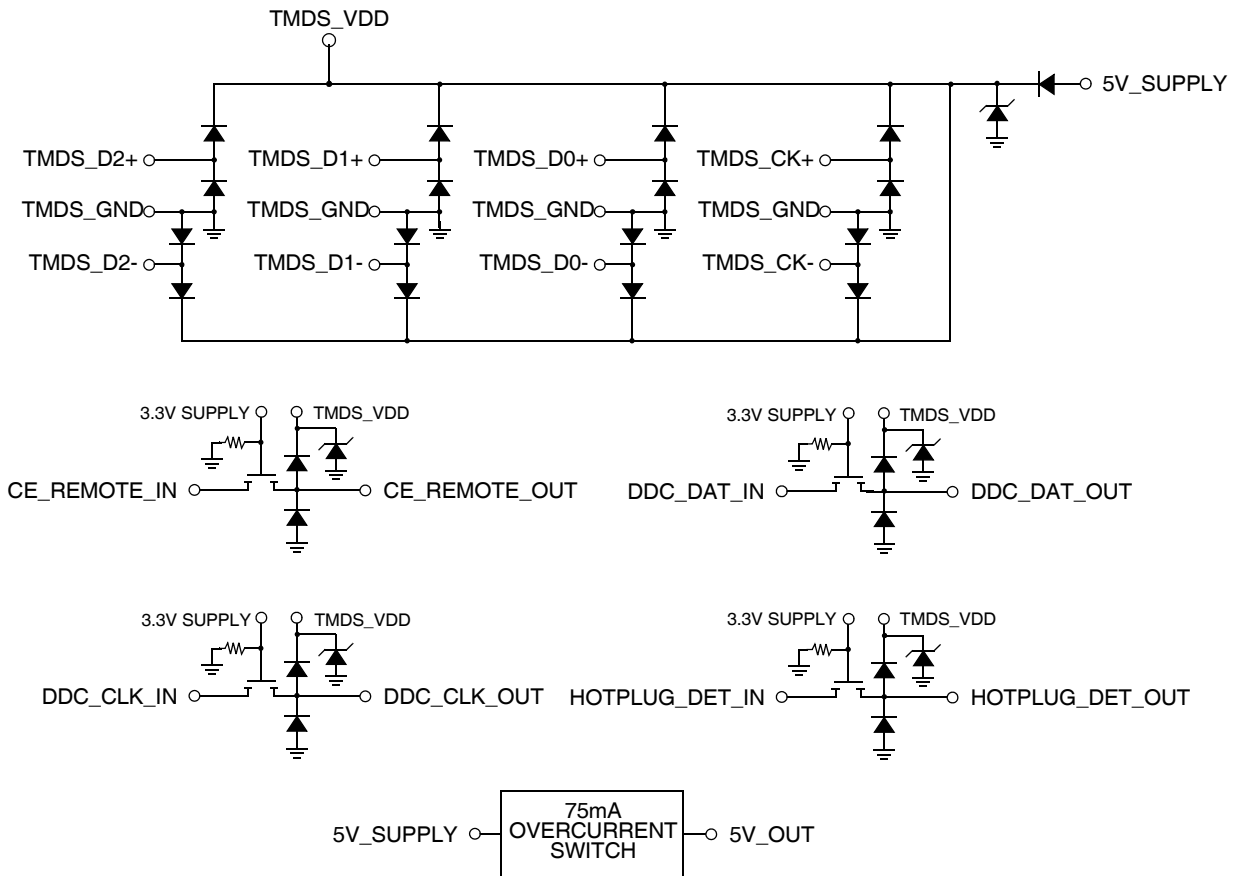 TMDS_VDD
5V_SUPPLY
TMDS_D2+ TMDS_D1+ TMDS_D0+ TMDS_CK+
TMDS_GND TMDS_GND TMDS_GND TMDS_GND
TMDS_D2- TMDS_D1- TMDS_D0- TMDS_CK-
3.3V SUPPLY TMDS_VDD 3.3V SUPPLY TMDS_VDD
CE_REMOTE_IN CE_REMOTE_OUT DDC_DAT_IN DDC_DAT_OUT
3.3V SUPPLY TMDS_VDD 3.3V SUPPLY TMDS_VDD
DDC_CLK_IN DDC_CLK_OUT HOTPLUG_DET_IN HOTPLUG_DET_OUT
5V_SUPPLY
75mA
OVERCURRENT
SWITCH
5V_OUT